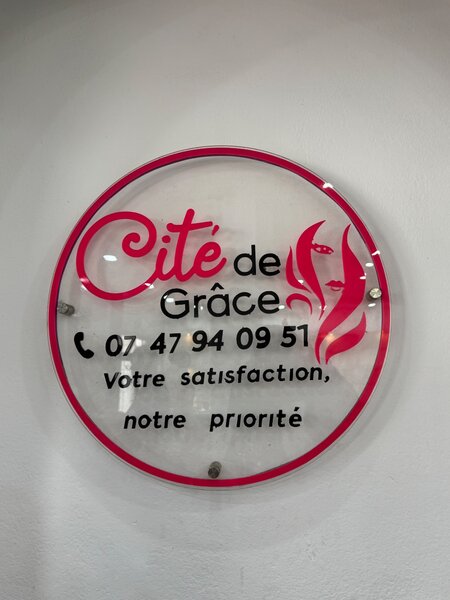 Cité de
Grâce
07 47 94 09 51
Votre satisfaction,
notre priorité